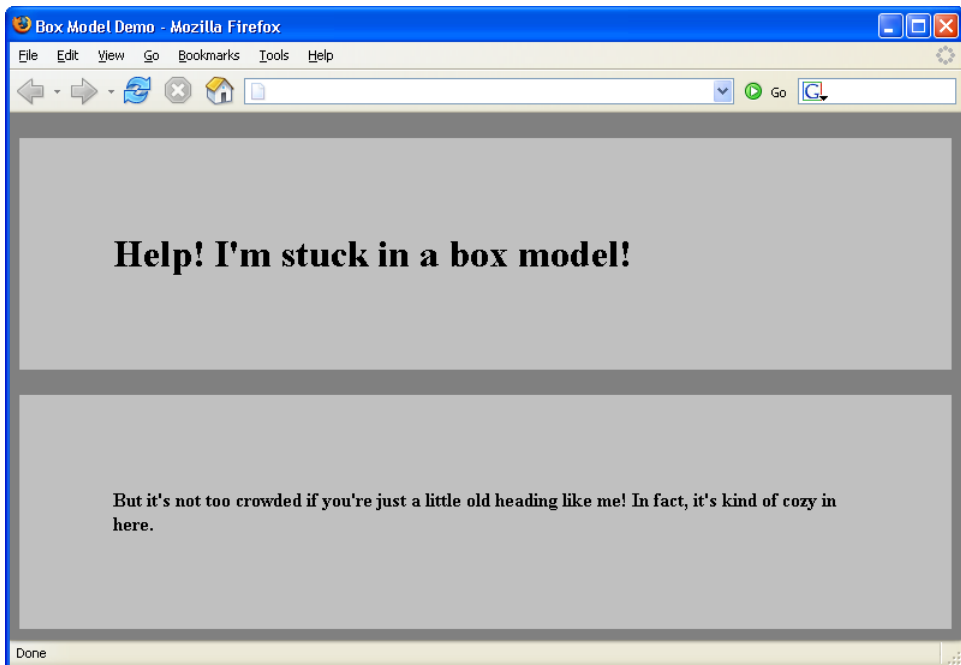 Box Model Demo - Mozilla Firefox
File Edit View Go Bookmarks Tools Help
Go G
Help! I'm stuck in a box model!
But it's not too crowded if you're just a little old heading like me! In fact, it's kind of cozy in
here.
Done